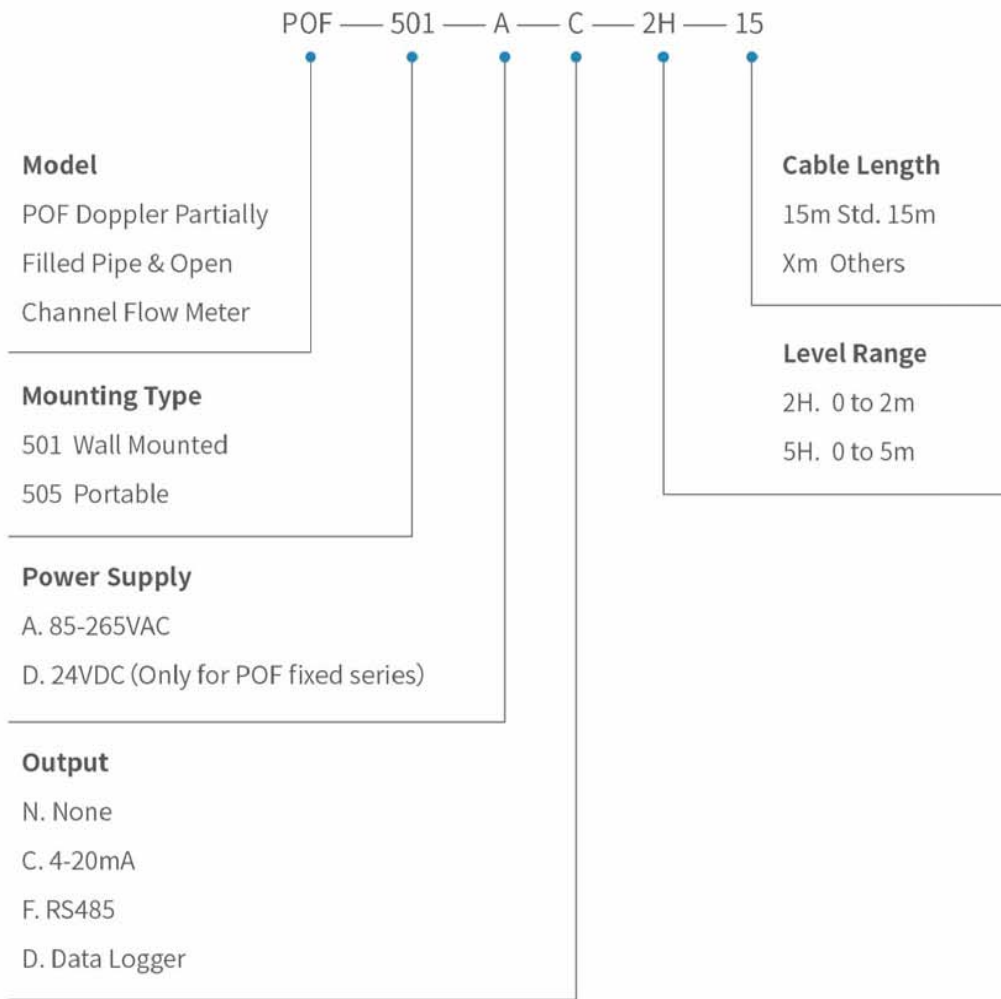 POF — 501 — A — C — 2H — 15
Model
POF Doppler Partially
Filled Pipe & Open
Channel Flow Meter
Mounting Type
501 Wall Mounted
505 Portable
Power Supply
A. 85-265VAC
D. 24VDC (Only for POF fixed series)
Output
N. None
C. 4-20mA
F. RS485
D. Data Logger
Cable Length
15m Std. 15m
Xm Others
Level Range
2H. 0 to 2m
5H. 0 to 5m